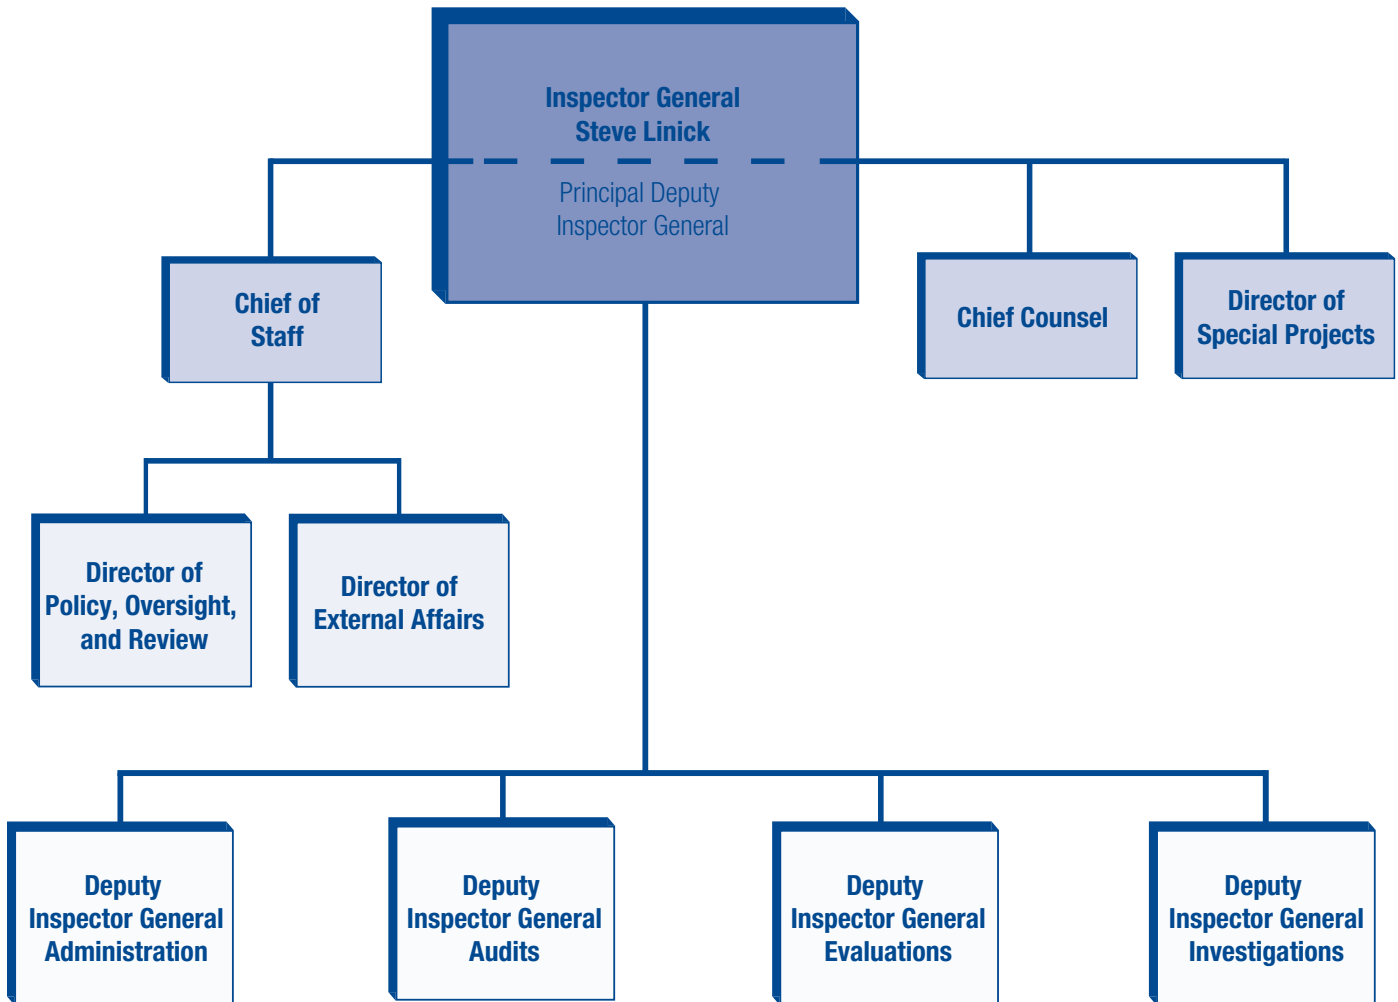 Inspector General
Steve Linick
Principal Deputy
Inspector General
Chief of
Staff
Chief Counsel
Director of
Special Projects
Director of
Policy, Oversight,
and Review
Director of
External Affairs
Deputy
Inspector General
Administration
Deputy
Inspector General
Audits
Deputy
Inspector General
Evaluations
Deputy
Inspector General
Investigations